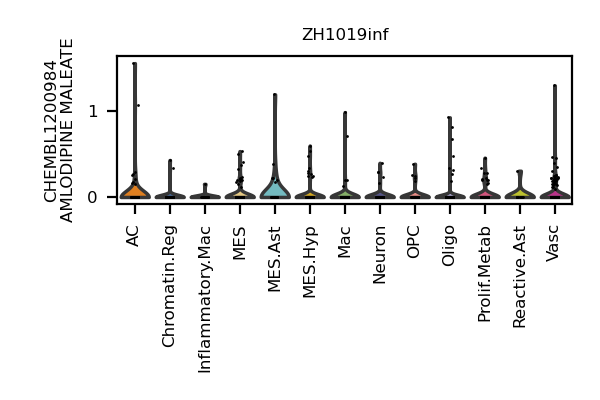 ZH1019inf
CHEMBL1200984
AMLODIPINE MALEATE
1
0
AC
Chromatin.Reg
Inflammatory.Mac
MES
MES.Ast
MES.Hyp
Mac
Neuron
OPC
Oligo
Prolif.Metab
Reactive.Ast
Vasc